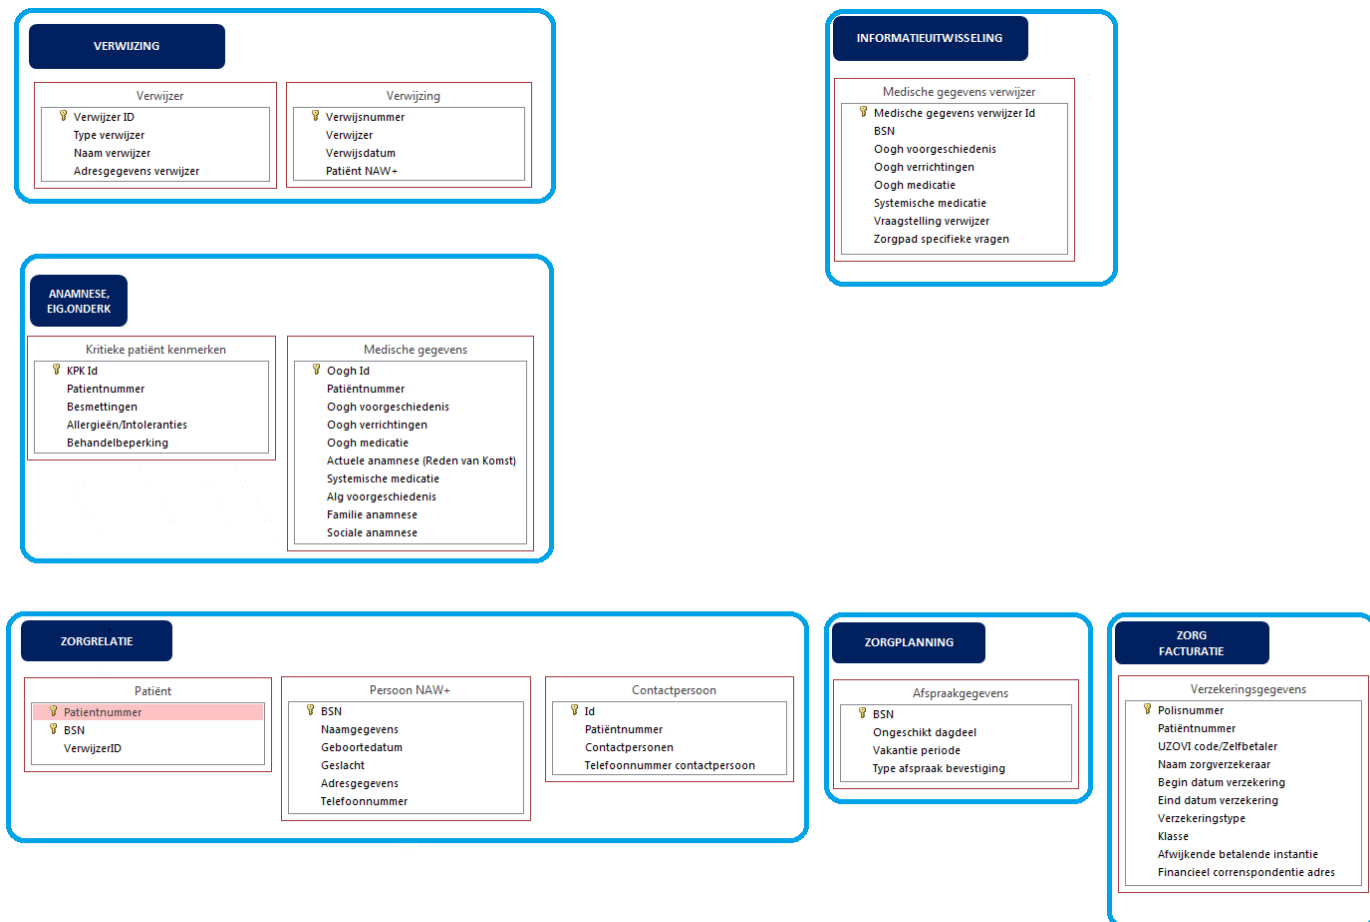 VERWIJZING
Verwijzer
Verwijzer ID
Type verwijzer
Naam verwijzer
Adresgegevens verwijzer
Verwijzing
Verwijsnummer
Verwijzer
Verwijsdatum
Patiënt NAW+
INFORMATIEUITWISSELING
Medische gegevens verwijzer
Medische gegevens verwijzer Id
BSN
Oogh voorgeschiedenis
Oogh verrichtingen
Oogh medicatie
Systemische medicatie
Vraagstelling verwijzer
Zorgpad specifieke vragen
ANAMNESE,
EIG.ONDERK
Kritieke patiënt kenmerken
KPK Id
Patientnummer
Besmettingen
Allergieën/Intoleranties
Behandelbeperking
Medische gegevens
Oogh Id
Patiëntnummer
Oogh voorgeschiedenis
Oogh verrichtingen
Oogh medicatie
Actuele anamnese (Reden van Komst)
Systemische medicatie
Alg voorgeschiedenis
Familie anamnese
Sociale anamnese
ZORGRELATIE
Patiënt
Patientnummer
BSN
VerwijzerID
Persoon NAW+
BSN
Naamgegevens
Geboortedatum
Geslacht
Adresgegevens
Telefoonnummer
Contactpersoon
Id
Patiëntnummer
Contactpersonen
Telefoonnummer contactpersoon
ZORGPLANNING
Afspraakgegevens
BSN
Ongeschikt dagdeel
Vakantie periode
Type afspraak bevestiging
ZORG
FACTURATIE
Verzekeringsgegevens
Polisnummer
Patiëntnummer
UZOVI code/Zelfbetaler
Naam zorgverzekeraar
Begin datum verzekering
Eind datum verzekering
Verzekeringstype
Klasse
Afwijkende betalende instantie
Financieel correnspondentie adres